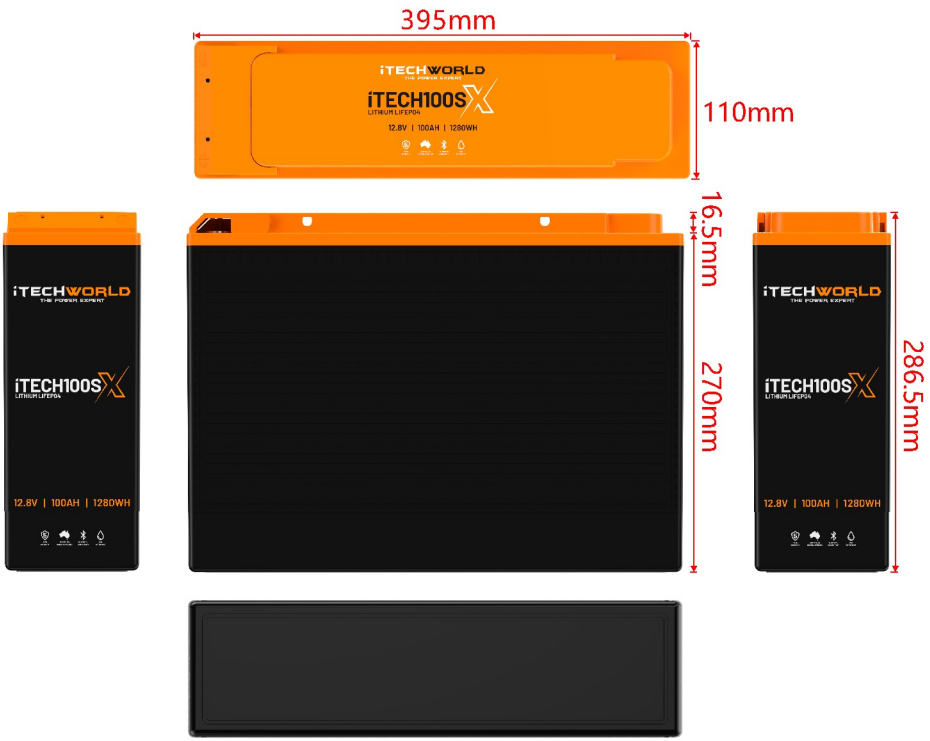 395mm
iTECHWORLD
THE POWER EXPERT
iTECH100SX
LITHIUM LIFEPO4
12.8V | 100AH | 1280WH
110mm
16.5mm
iTECHWORLD
THE POWER EXPERT
iTECH100SX
LITHIUM LIFEPO4
12.8V | 100AH | 1280WH
270mm
iTECHWORLD
THE POWER EXPERT
iTECH100SX
LITHIUM LIFEPO4
12.8V | 100AH | 1280WH
286.5mm